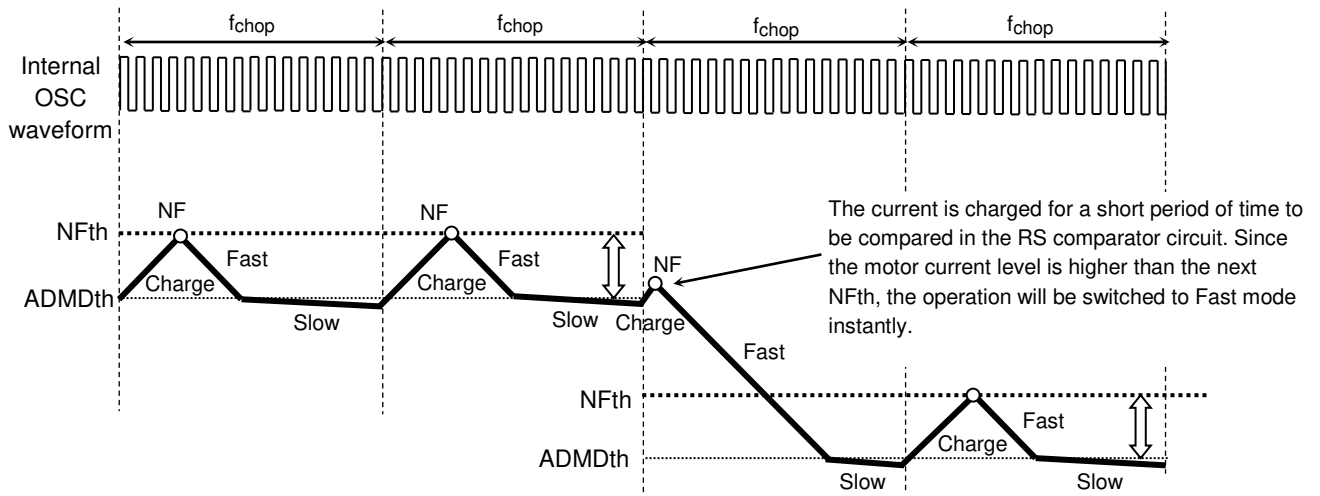 fchop fchop fchop fchop
Internal
OSC
waveform
The current is charged for a short period of time to
be compared in the RS comparator circuit. Since
the motor current level is higher than the next
NFth, the operation will be switched to Fast mode
instantly.
NF NF
NFth
Fast Fast NF
Charge Charge
ADMDth
Slow Slow Charge
Fast
NFth
Fast
Charge
ADMDth
Slow Slow